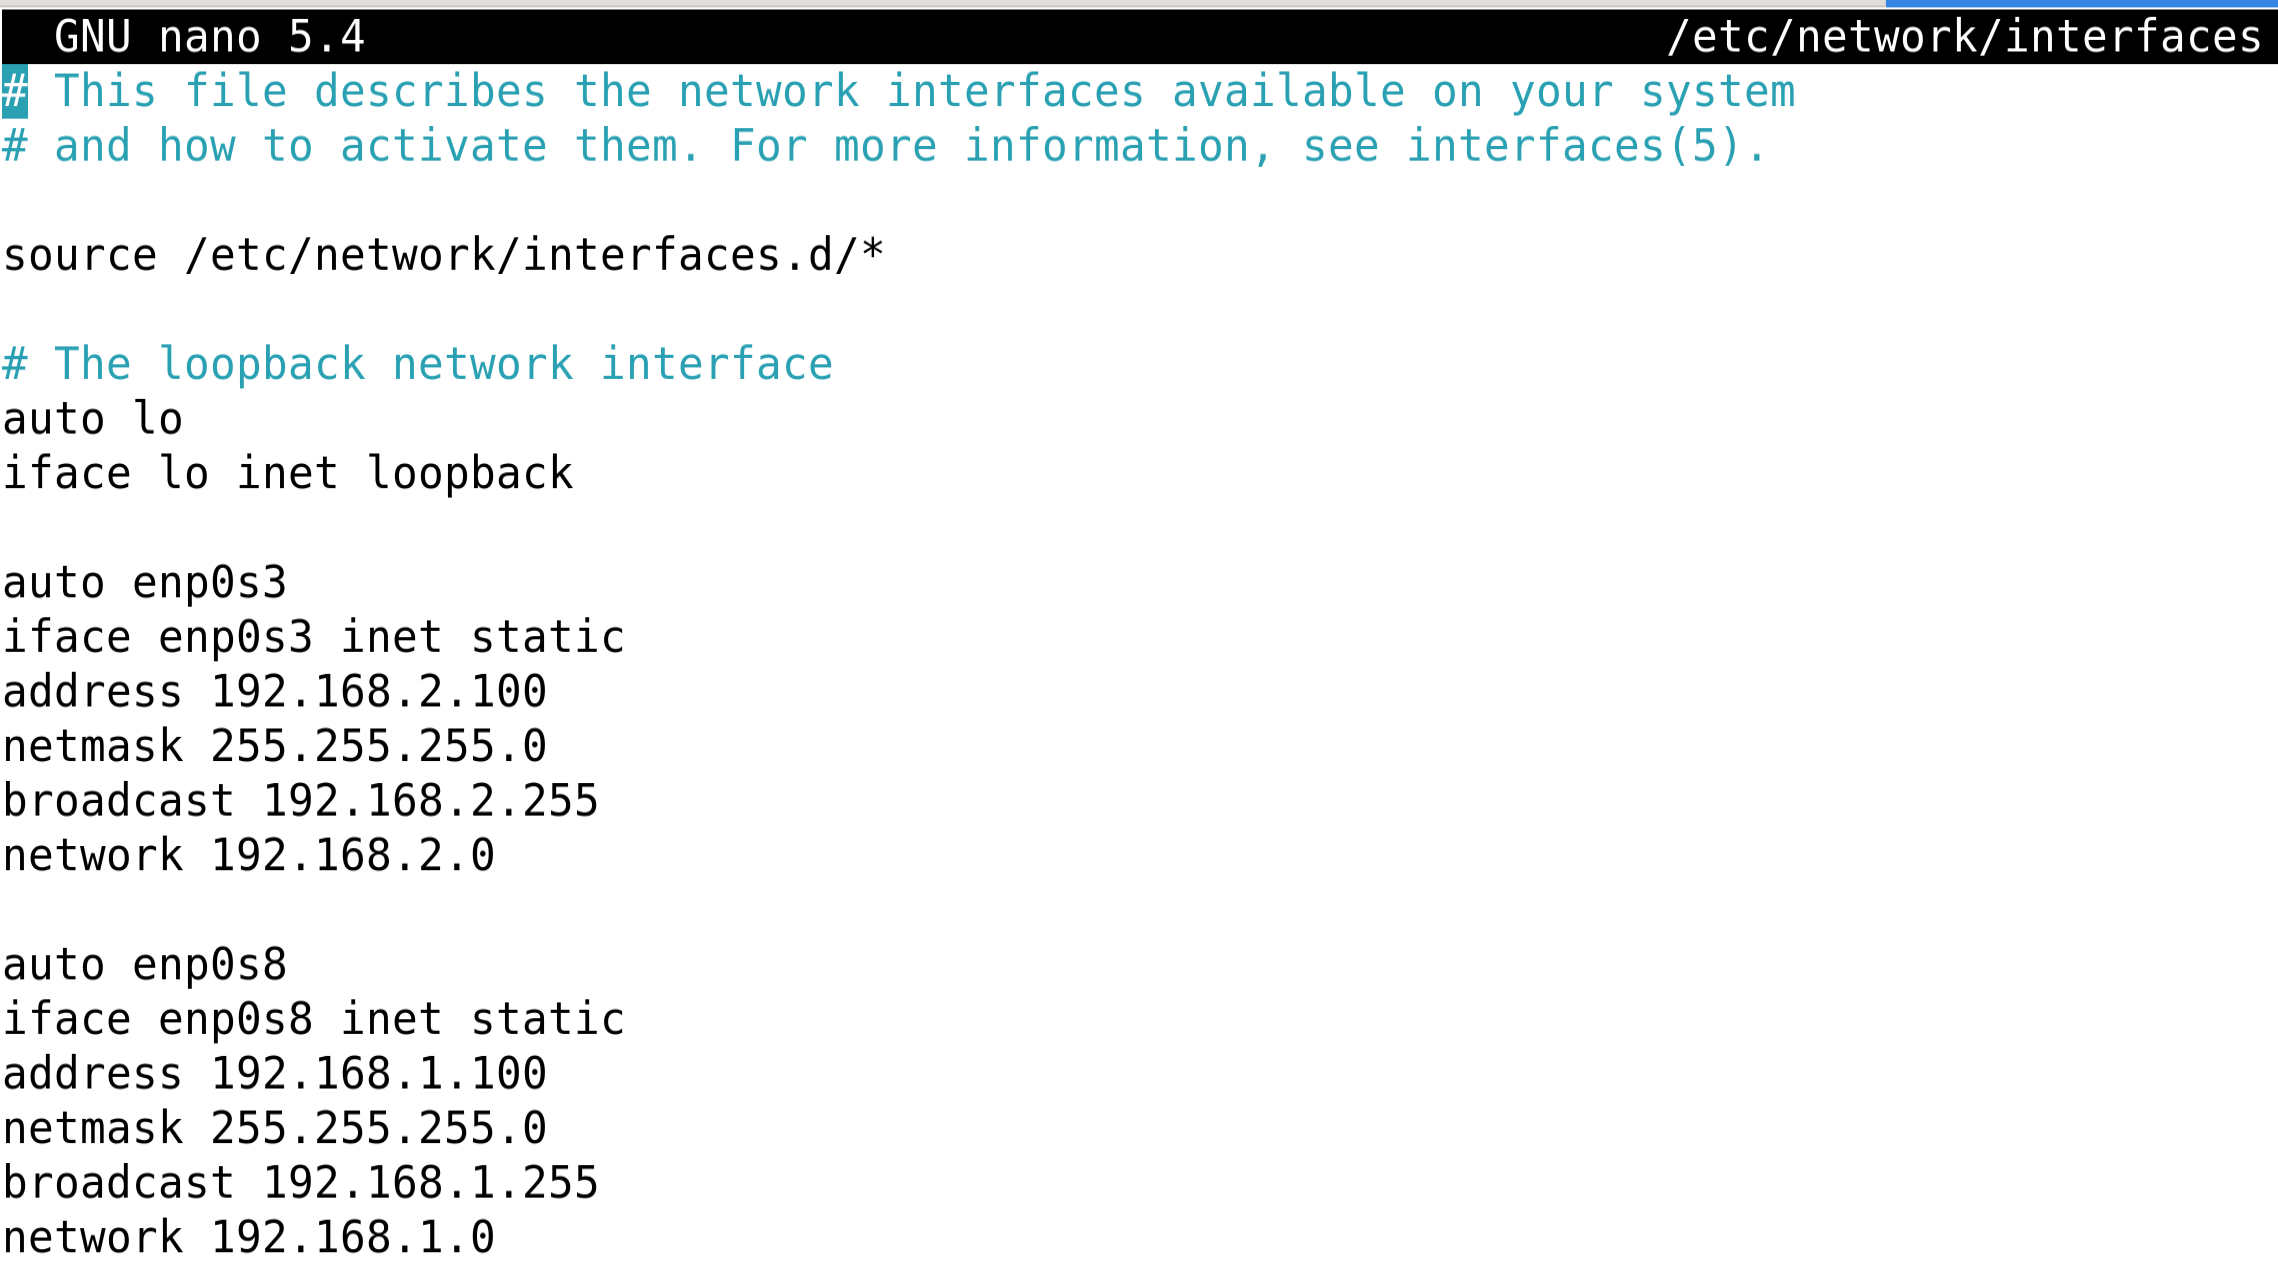 GNU nano 5.4 /etc/network/interfaces
# This file describes the network interfaces available on your system
# and how to activate them. For more information, see interfaces(5).
source /etc/network/interfaces.d/*
# The loopback network interface
auto lo
iface lo inet loopback
auto enp0s3
iface enp0s3 inet static
address 192.168.2.100
netmask 255.255.255.0
broadcast 192.168.2.255
network 192.168.2.0
auto enp0s8
iface enp0s8 inet static
address 192.168.1.100
netmask 255.255.255.0
broadcast 192.168.1.255
network 192.168.1.0